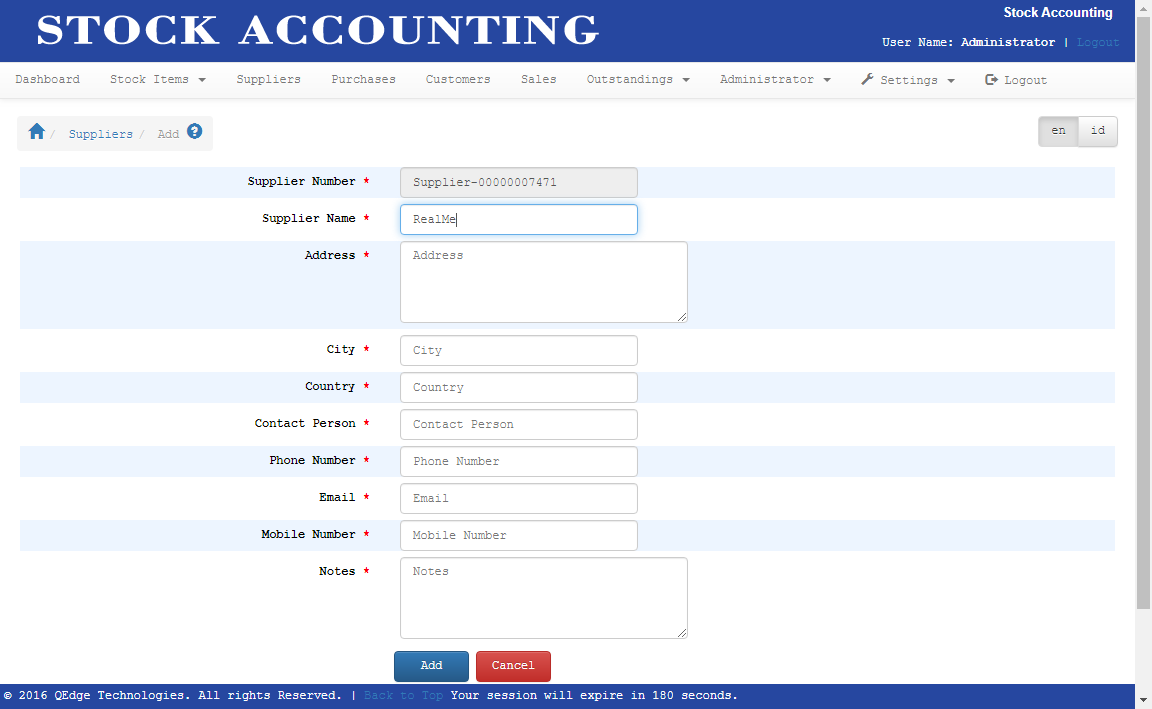 STOCK ACCOUNTING
Stock Accounting
User Name: Administrator | Logout
Dashboard Stock Items Suppliers Purchases Customers Sales Outstandings Administrator Settings Logout
/ Suppliers / Add ?
en id
Supplier Number * Supplier-00000007471
Supplier Name * RealMe
Address * Address
City * City
Country * Country
Contact Person * Contact Person
Phone Number * Phone Number
Email * Email
Mobile Number * Mobile Number
Notes * Notes
Add Cancel
© 2016 QEdge Technologies. All rights Reserved. | Back to Top Your session will expire in 180 seconds.